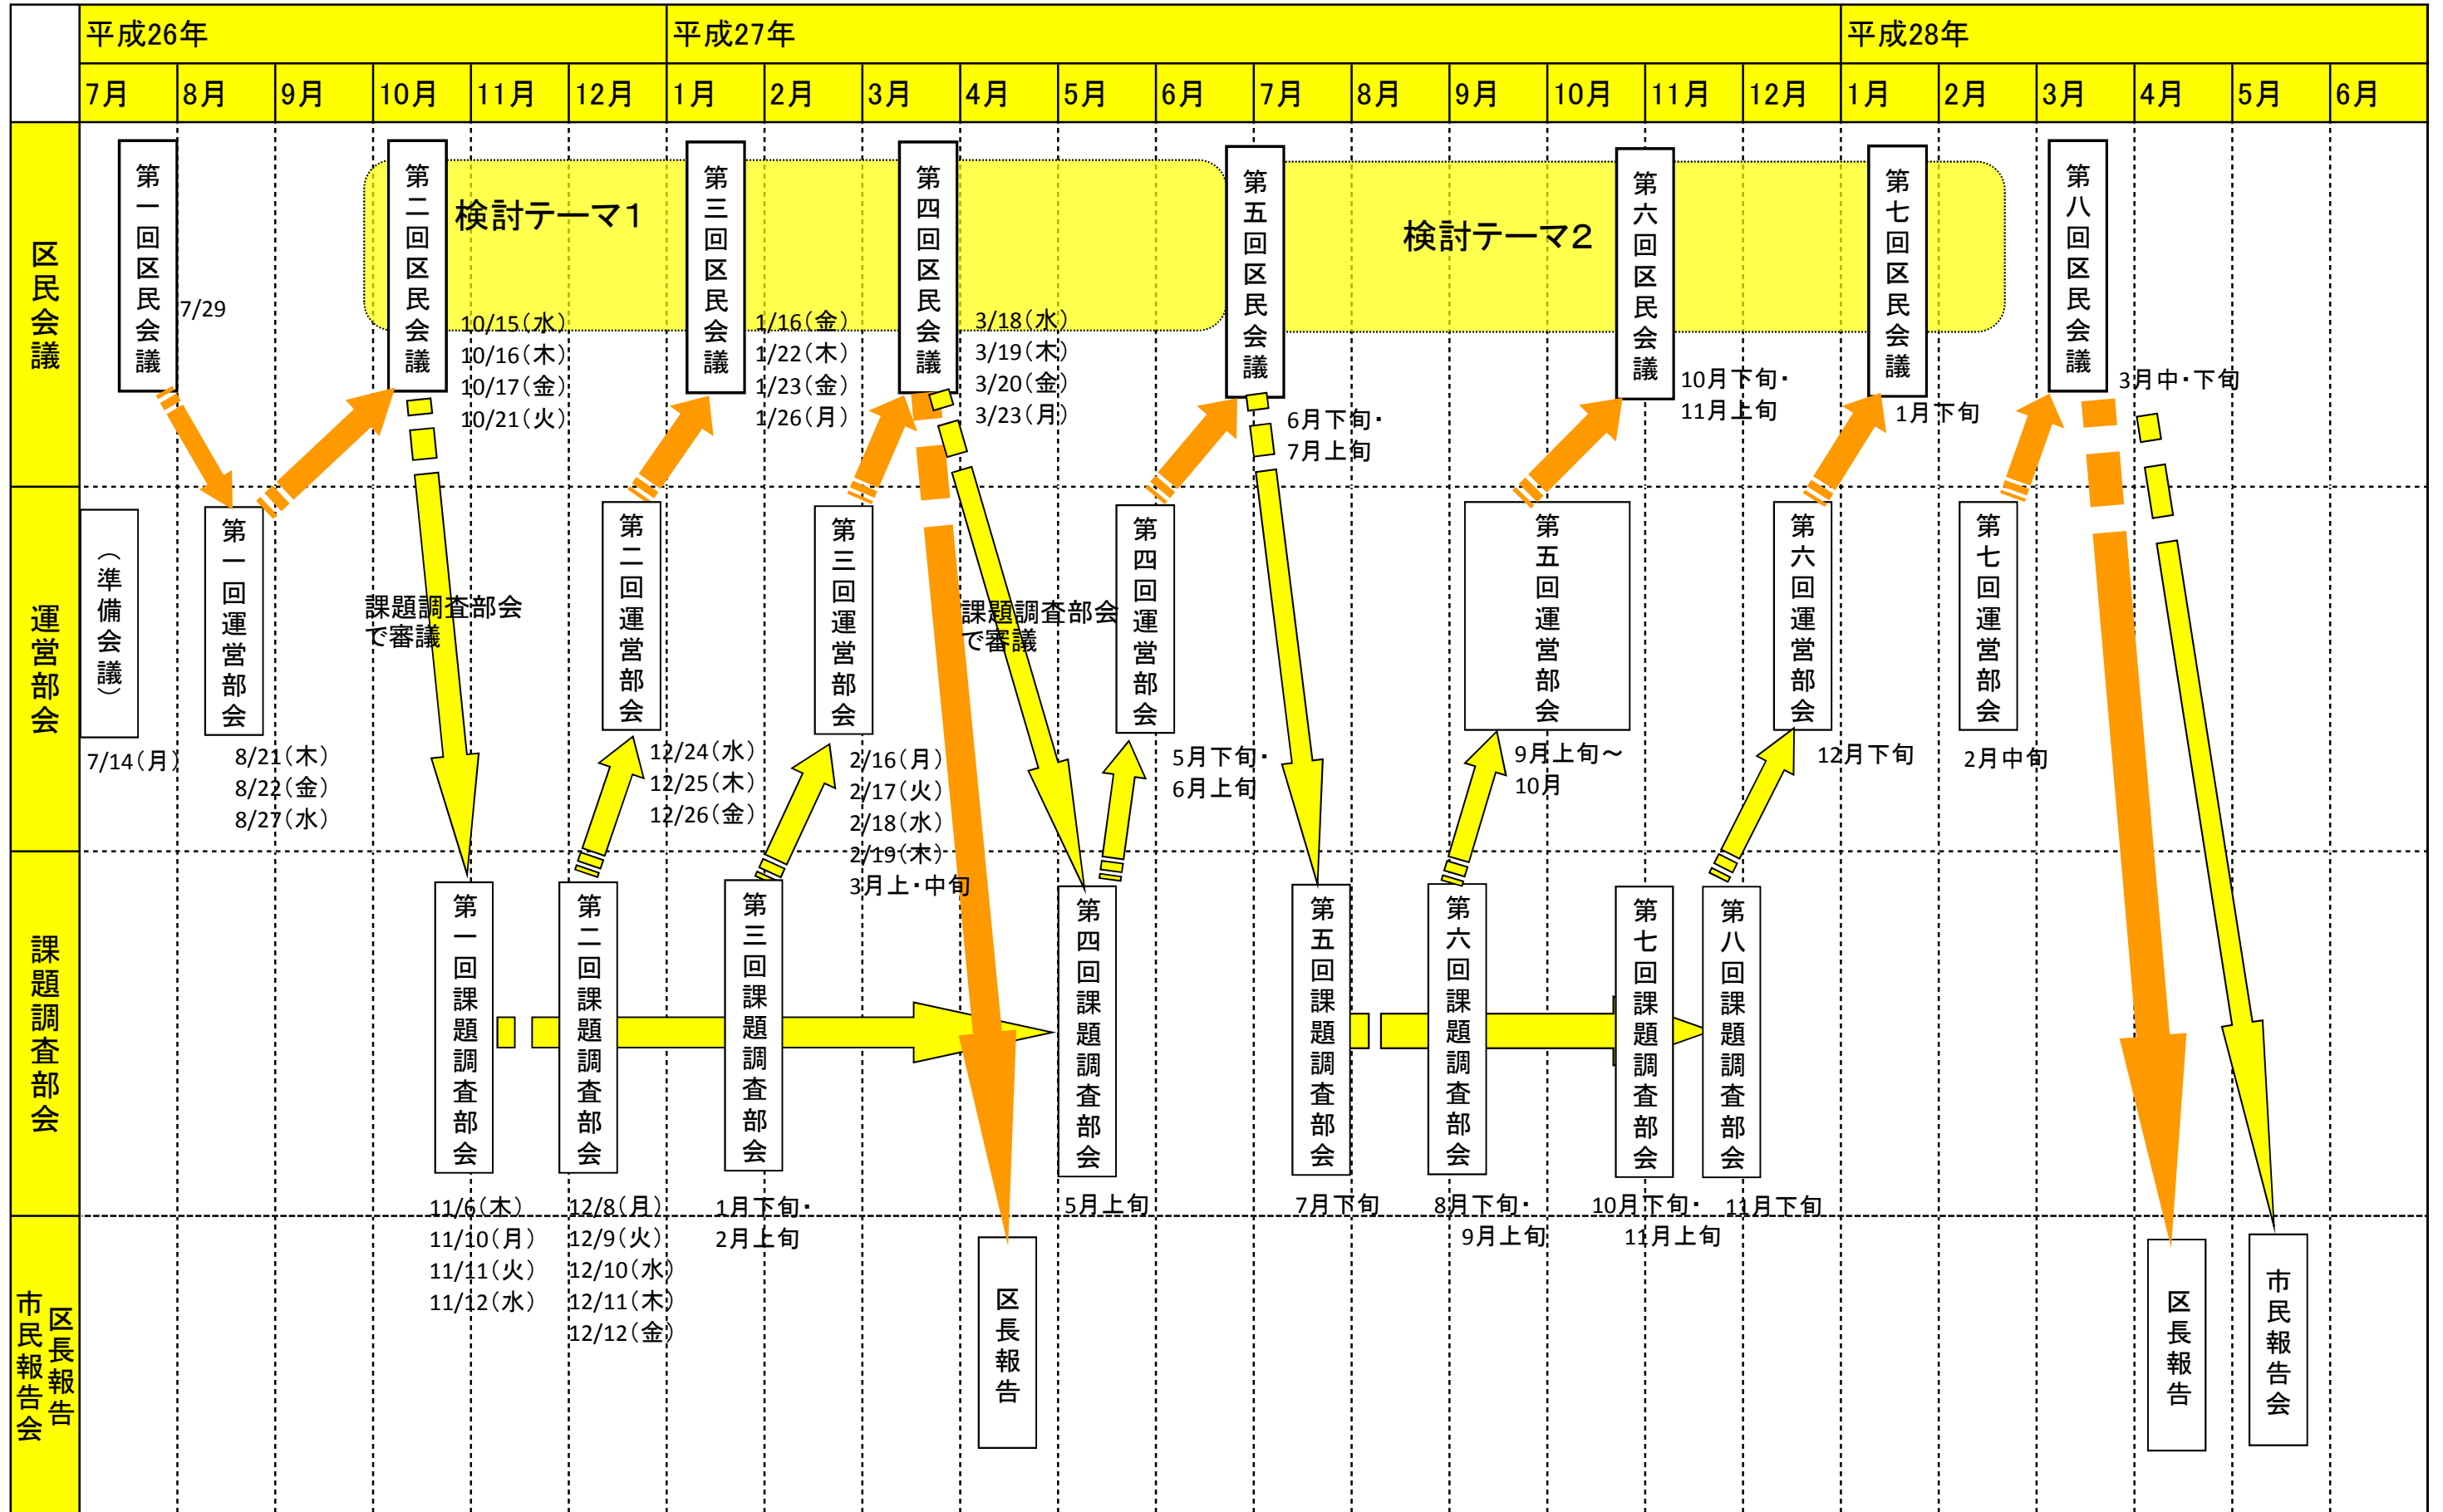 平成26年
平成27年
平成28年
7月
8月
9月
10月
11月
12月
1月
2月
3月
4月
5月
6月
7月
8月
9月
10月
11月
12月
1月
2月
3月
4月
5月
6月
区民会議
第一回区民会議
7/29
第二回区民会議
検討テーマ1
10/15(水)
10/16(木)
10/17(金)
10/21(火)
第三回区民会議
1/16(金)
1/22(木)
1/23(金)
1/26(月)
第四回区民会議
3/18(水)
3/19(木)
3/20(金)
3/23(月)
第五回区民会議
6月下旬・
7月上旬
検討テーマ2
第六回区民会議
10月下旬・
11月上旬
第七回区民会議
1月下旬
第八回区民会議
3月中・下旬
運営部会
(準備会議)
7/14(月)
第一回運営部会
8/21(木)
8/22(金)
8/27(水)
課題調査部会
で審議
第二回運営部会
12/24(水)
12/25(木)
12/26(金)
第三回運営部会
2/16(月)
2/17(火)
2/18(水)
2/19(木)
3月上・中旬
課題調査部会
で審議
第四回運営部会
5月下旬・
6月上旬
第五回運営部会
9月上旬～
10月
第六回運営部会
12月下旬
第七回運営部会
2月中旬
課題調査部会
第一回課題調査部会
11/6(木)
11/10(月)
11/11(火)
11/12(水)
第二回課題調査部会
12/8(月)
12/9(火)
12/10(水)
12/11(木)
12/12(金)
第三回課題調査部会
1月下旬・
2月上旬
第四回課題調査部会
5月上旬
第五回課題調査部会
7月下旬
第六回課題調査部会
8月下旬・
9月上旬
第七回課題調査部会
10月下旬・
11月上旬
第八回課題調査部会
11月下旬
区長報告
市民報告会
区長報告
区長報告
市民報告会